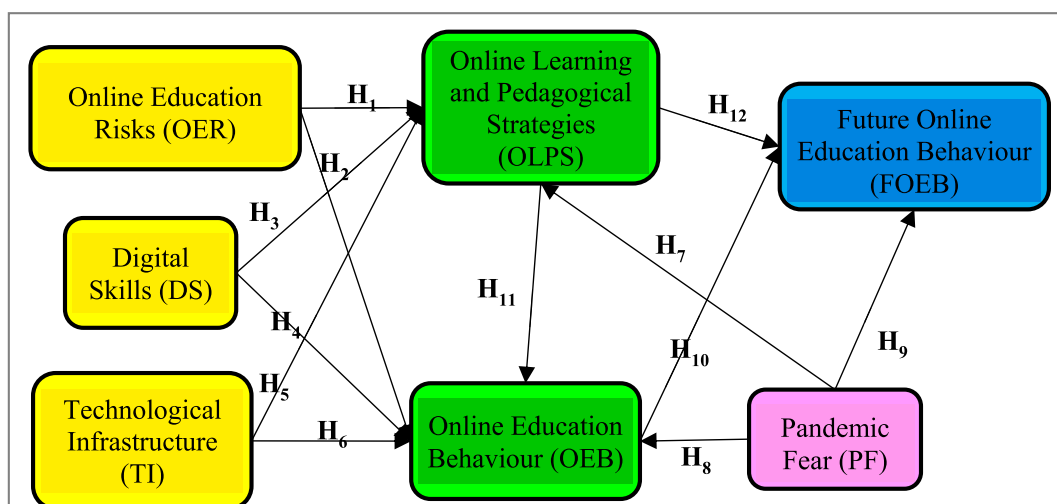 Online Education
Risks (OER)
H1
Online Learning
and Pedagogical
Strategies
(OLPS)
H12
Future Online
Education Behaviour
(FOEB)
H2
H3
Digital
Skills (DS)
H7
H11
H4
H10
H9
H5
Technological
Infrastructure
(TI)
H6
Online Education
Behaviour (OEB)
H8
Pandemic
Fear (PF)